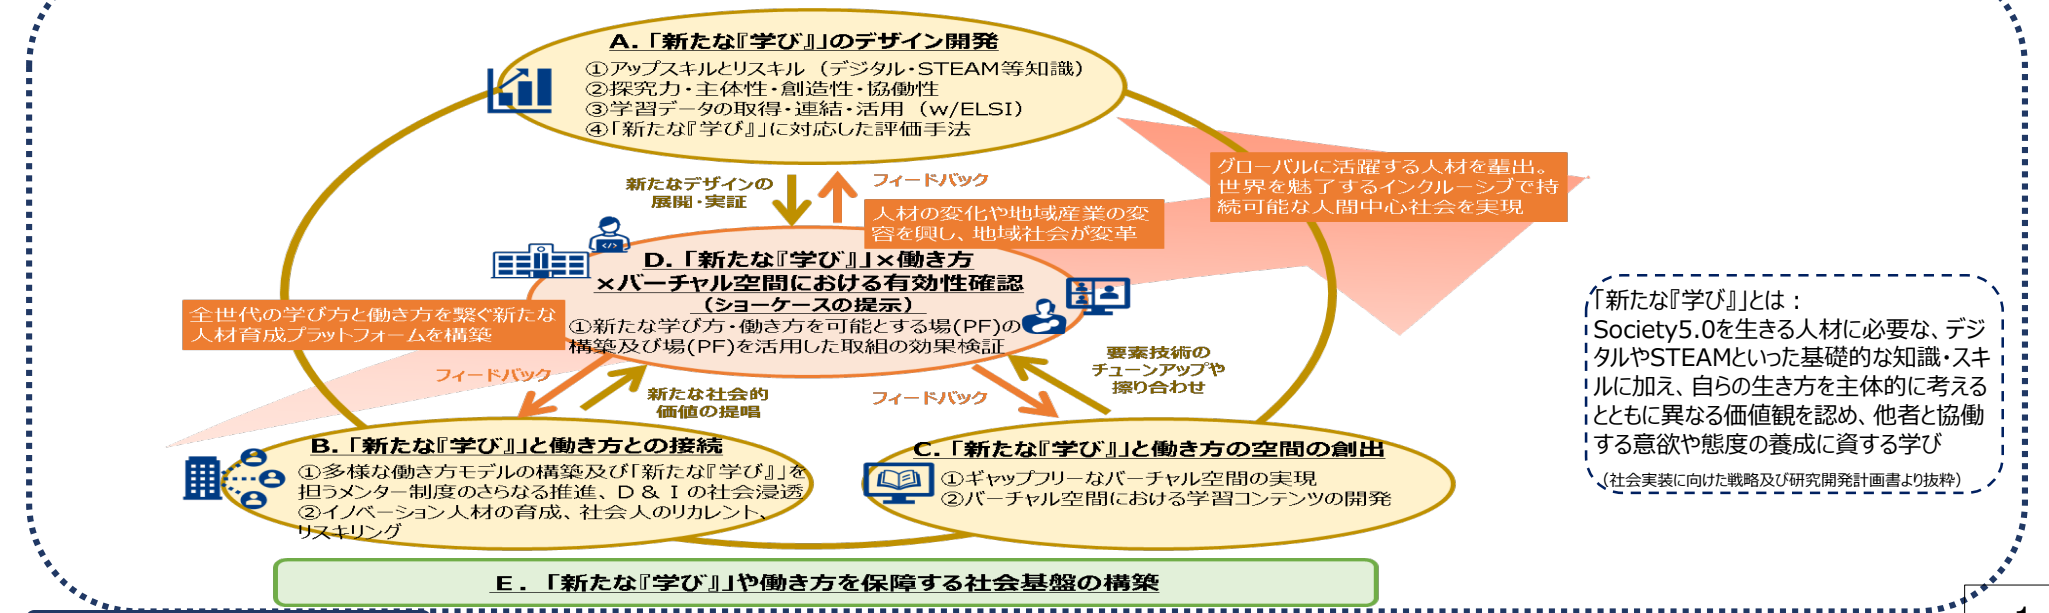 A. 「新たな『学び』」のデザイン開発
①アップスキルとリスキル（デジタル・STEAM等知識）
②探究力・主体性・創造性・協働性
③学習データの取得・連結・活用（w/ELSI）
④「新たな『学び』」に対応した評価手法
新たなデザインの
展開・実証
フィードバック
グローバルに活躍する人材を輩出。
世界を魅了するインクルーシブで持
続可能な人間中心社会を実現
人材の変化や地域産業の変
容を興し、地域社会が変革
D. 「新たな『学び』」×働き方
×バーチャル空間における有効性確認
（ショーケースの提示）
①新たな学び方・働き方を可能とする場(PF)の
構築及び場(PF)を活用した取組の効果検証
全世代の学び方と働き方を繋ぐ新たな
人材育成プラットフォームを構築
フィードバック
新たな社会的
価値の提唱
フィードバック
要素技術の
チューンアップや
擦り合わせ
B. 「新たな『学び』」と働き方との接続
①多様な働き方モデルの構築及び「新たな『学び』」を
担うメンター制度のさらなる推進、D＆Iの社会浸透
②イノベーション人材の育成、社会人のリカレント、
リスキリング
C. 「新たな『学び』」と働き方の空間の創出
①ギャップフリーなバーチャル空間の実現
②バーチャル空間における学習コンテンツの開発
E. 「新たな『学び』」や働き方を保障する社会基盤の構築
「新たな『学び』」とは：
Society5.0を生きる人材に必要な、デジ
タルやSTEAMといった基礎的な知識・スキ
ルに加え、自らの生き方を主体的に考える
とともに異なる価値観を認め、他者と協働
する意欲や態度の養成に資する学び
（社会実装に向けた戦略及び研究開発計画書より抜粋）